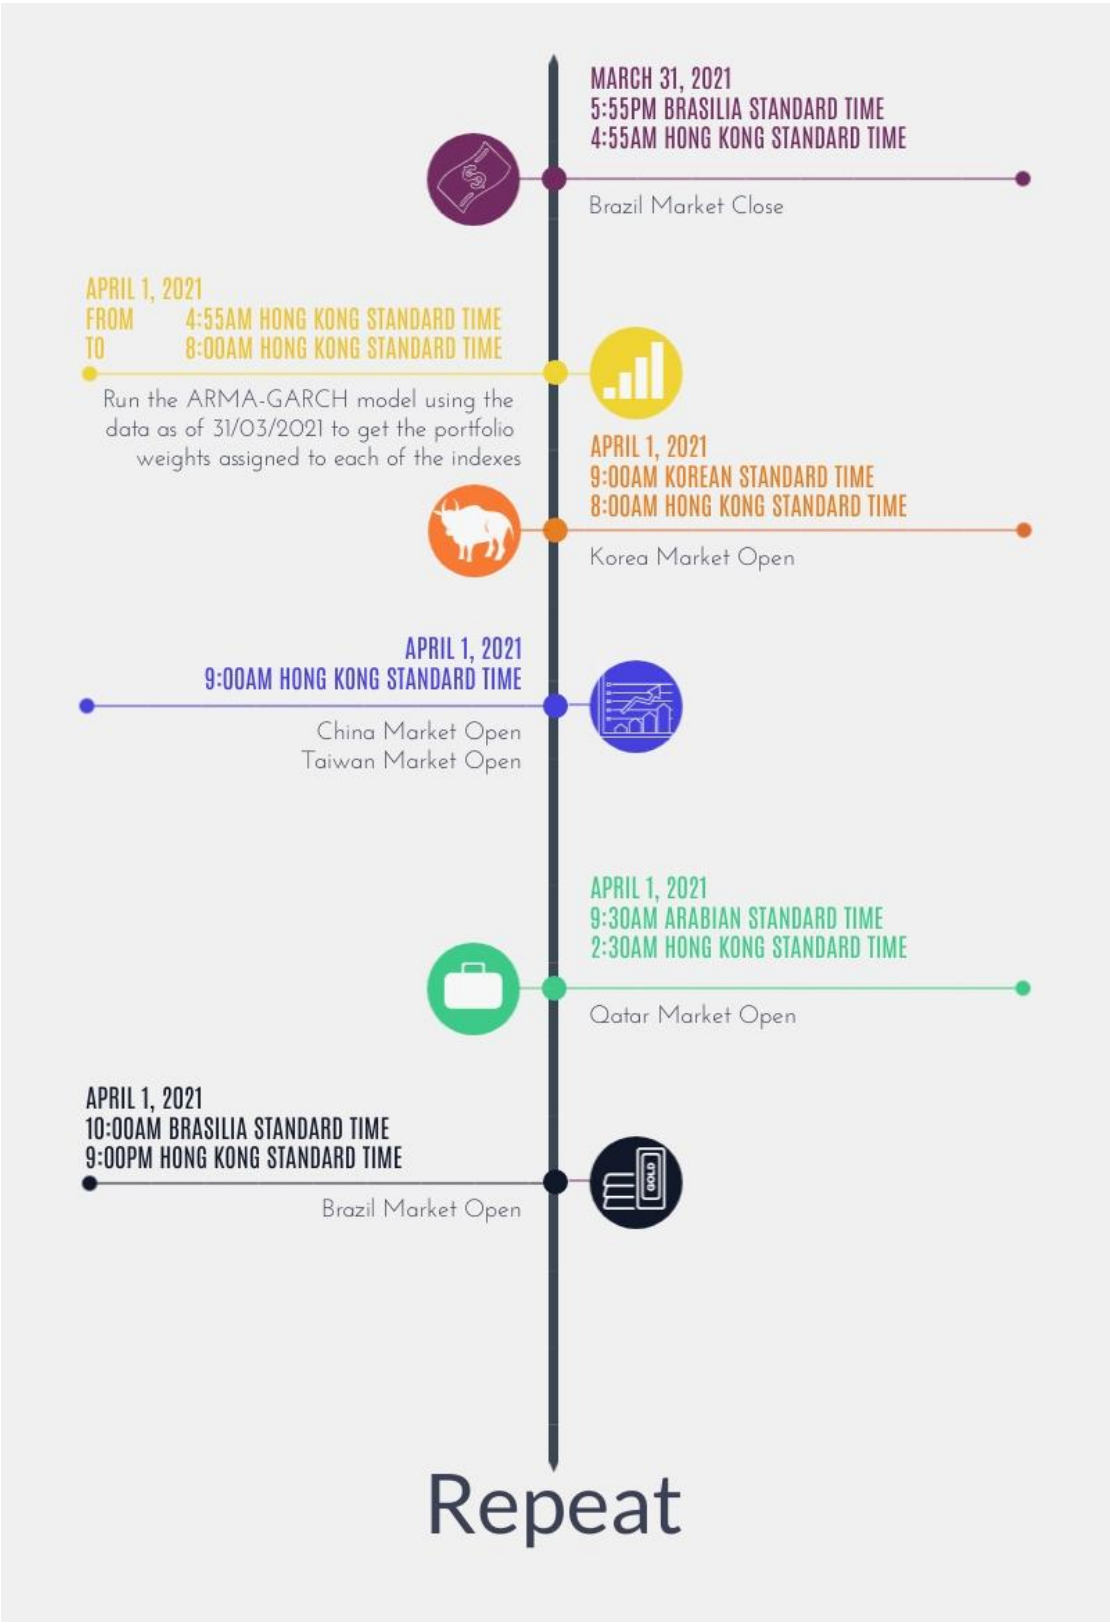 MARCH 31, 2021
5:55PM BRASILIA STANDARD TIME
4:55AM HONG KONG STANDARD TIME
Brazil Market Close
APRIL 1, 2021
FROM 4:55AM HONG KONG STANDARD TIME
TO 8:00AM HONG KONG STANDARD TIME
Run the ARMA-GARCH model using the
data as of 31/03/2021 to get the portfolio
weights assigned to each of the indexes
APRIL 1, 2021
9:00AM KOREAN STANDARD TIME
8:00AM HONG KONG STANDARD TIME
Korea Market Open
APRIL 1, 2021
9:00AM HONG KONG STANDARD TIME
China Market Open
Taiwan Market Open
APRIL 1, 2021
9:30AM ARABIAN STANDARD TIME
2:30AM HONG KONG STANDARD TIME
Qatar Market Open
APRIL 1, 2021
10:00AM BRASILIA STANDARD TIME
9:00PM HONG KONG STANDARD TIME
Brazil Market Open
GOLD
Repeat